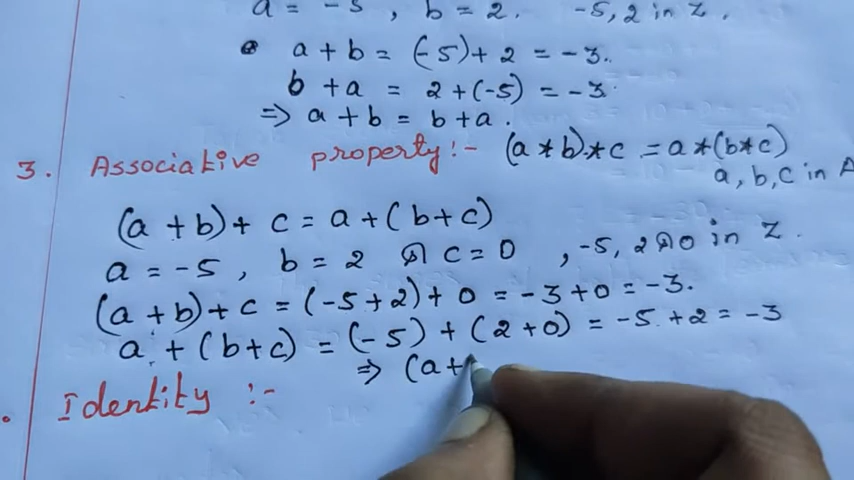 a = -5 , b = 2. -5, 2 in Z.
a + b = (-5) + 2 = -3.
b + a = 2 + (-5) = -3.
⇒ a + b = b + a.
3. Associative property :- (a * b) * c = a * (b * c)
a, b, c in A
(a + b) + c = a + (b + c)
a = -5 , b = 2 හා c = 0 , -5, 2 හා 0 in Z.
(a + b) + c = (-5 + 2) + 0 = -3 + 0 = -3.
a + (b + c) = (-5) + (2 + 0) = -5 + 2 = -3
⇒ (a +
. Identity :-